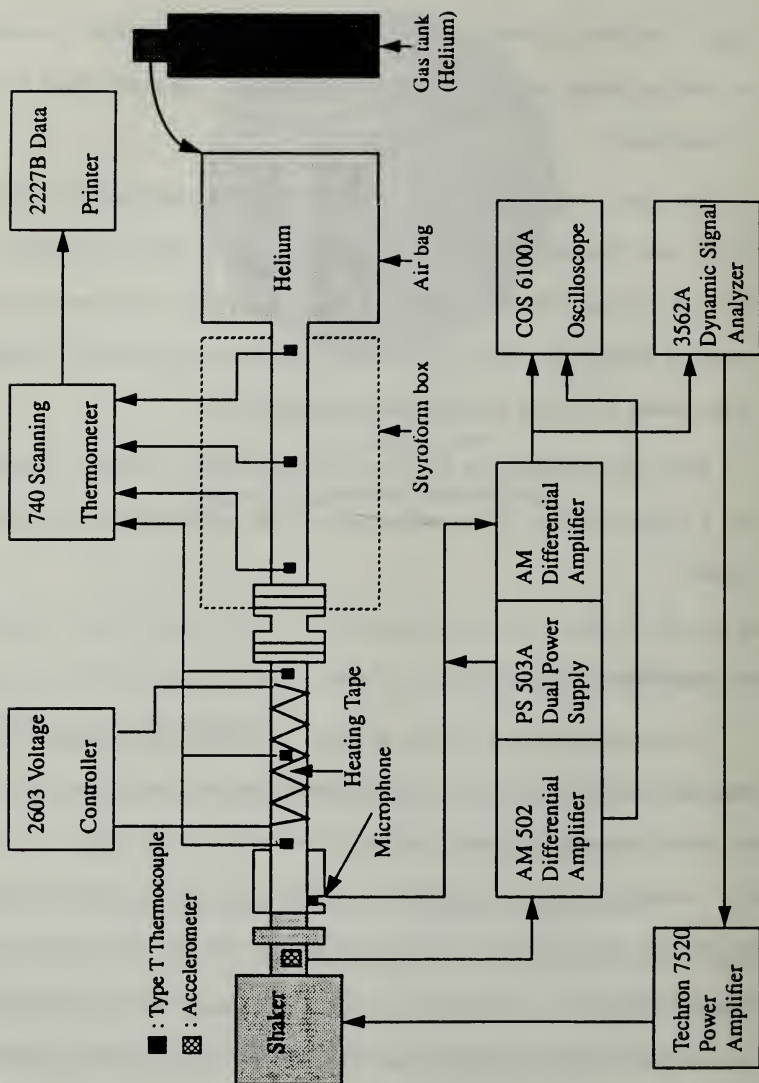 Gas tank
(Helium)
2227B Data
Printer
Helium
Air bag
COS 6100A
Oscilloscope
3562A
Dynamic Signal
Analyzer
740 Scanning
Thermometer
Styroform box
AM
Differential
Amplifier
PS 503A
Dual Power
Supply
AM 502
Differential
Amplifier
2603 Voltage
Controller
Heating Tape
Microphone
■ : Type T Thermocouple
▩ : Accelerometer
Shaker
Techron 7520
Power
Amplifier